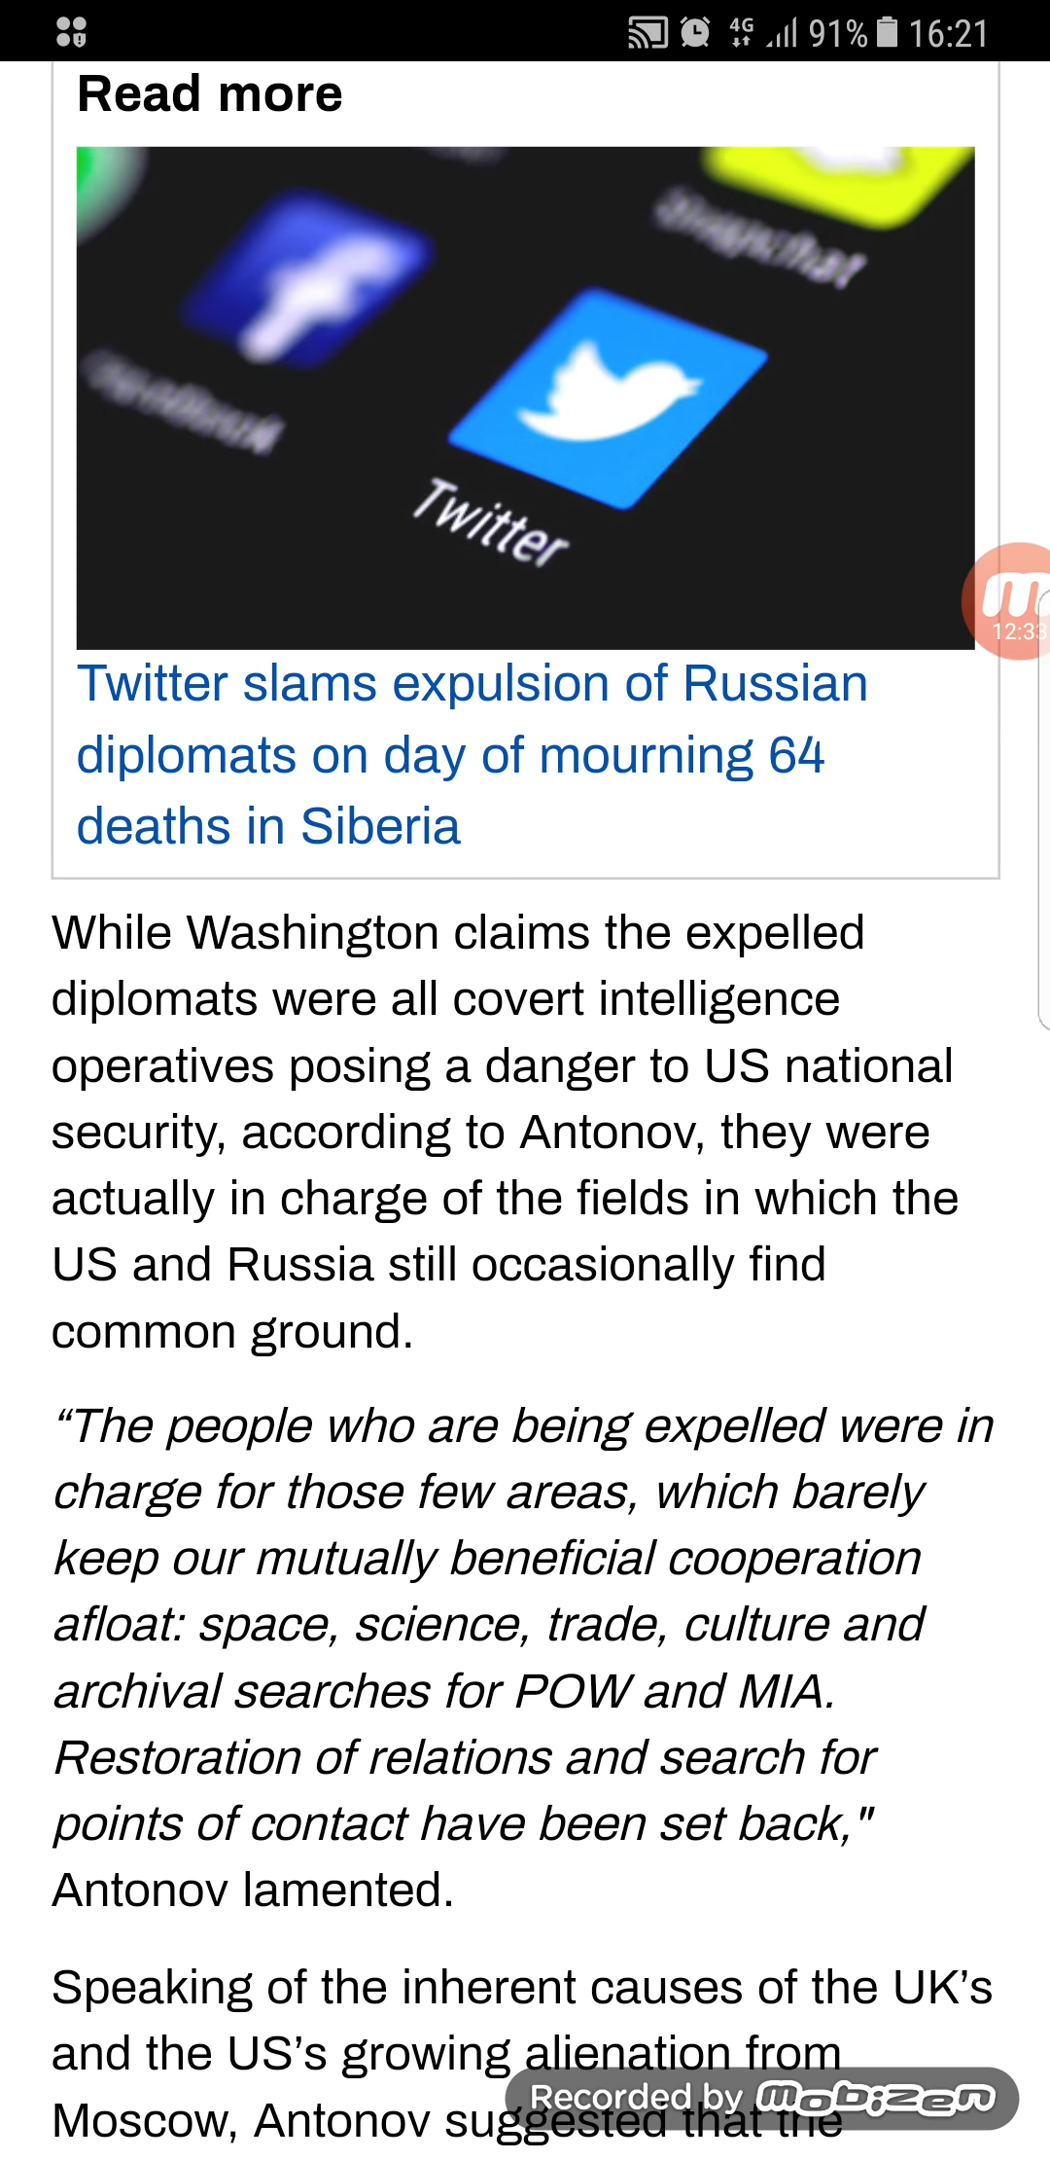 4G 91% 16:21
Read more
Snapchat
Facebook
Twitter
12:33
Twitter slams expulsion of Russian
diplomats on day of mourning 64
deaths in Siberia
While Washington claims the expelled
diplomats were all covert intelligence
operatives posing a danger to US national
security, according to Antonov, they were
actually in charge of the fields in which the
US and Russia still occasionally find
common ground.
“The people who are being expelled were in
charge for those few areas, which barely
keep our mutually beneficial cooperation
afloat: space, science, trade, culture and
archival searches for POW and MIA.
Restoration of relations and search for
points of contact have been set back,"
Antonov lamented.
Speaking of the inherent causes of the UK’s
and the US’s growing alienation from
Moscow, Antonov suggested that the
Recorded by mobizen